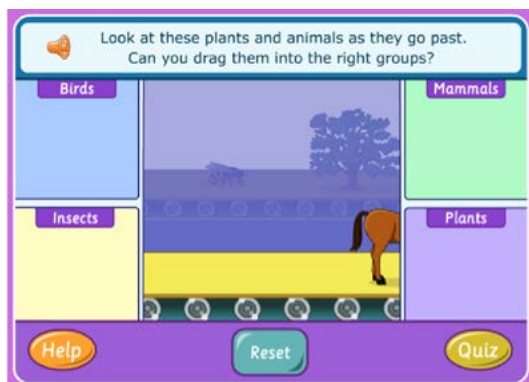 Look at these plants and animals as they go past.
Can you drag them into the right groups?
Birds
Mammals
Insects
Plants
Help
Reset
Quiz